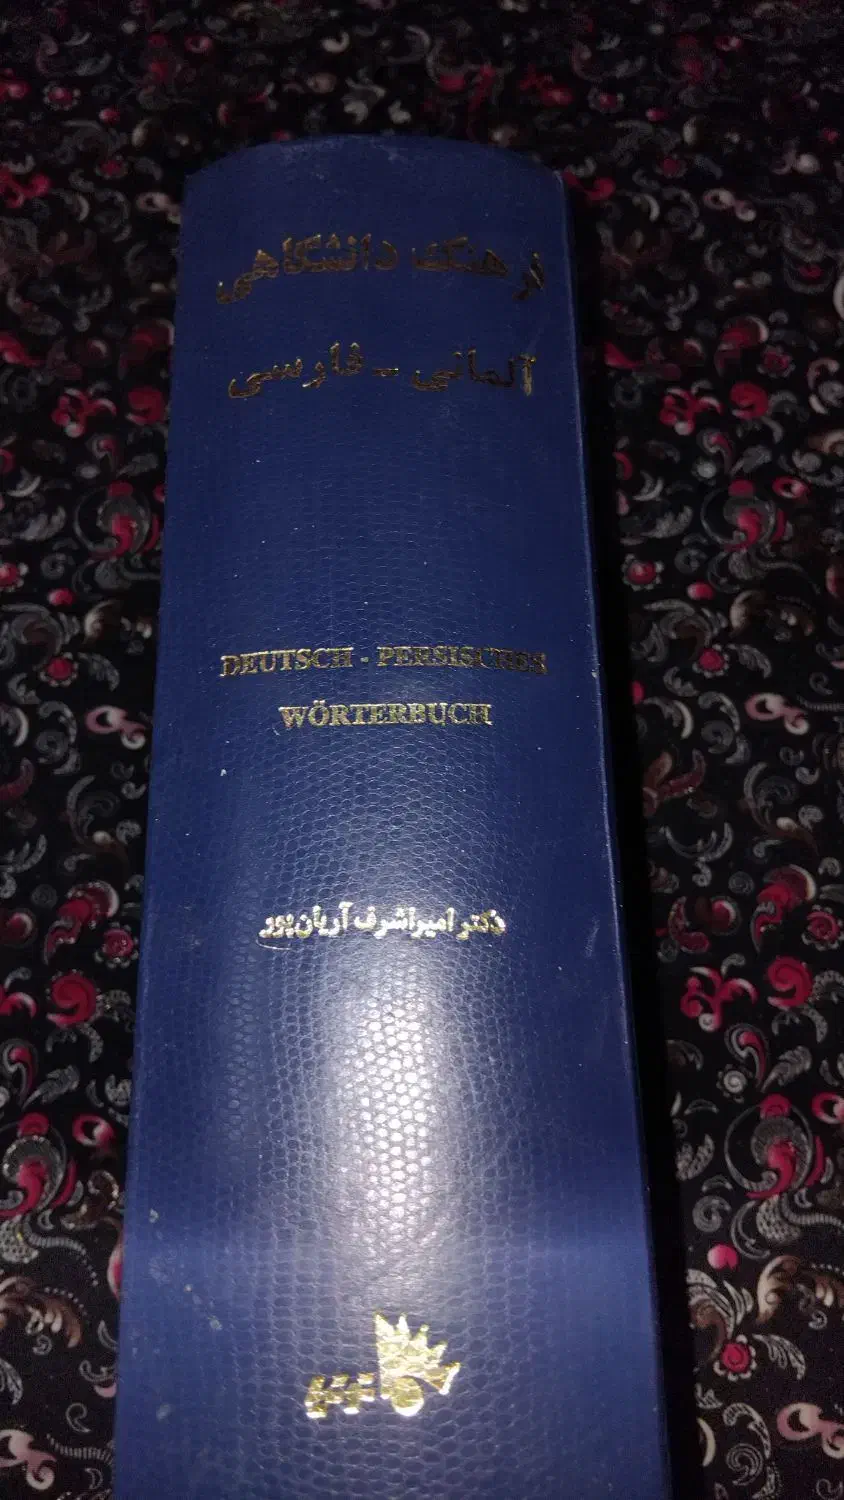 فرهنگ دانشگاهی
آلمانی - فارسی
DEUTSCH - PERSISCHES
WÖRTERBUCH
دکتر امیراشرف آریان‌پور